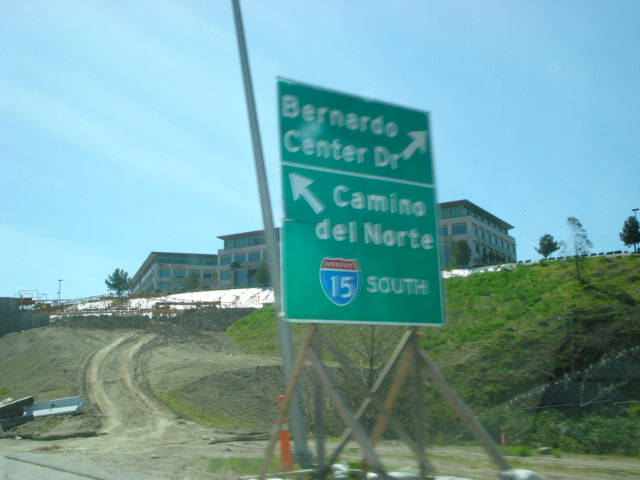 Bernardo
Center Dr
Camino
del Norte
INTERSTATE
15 SOUTH